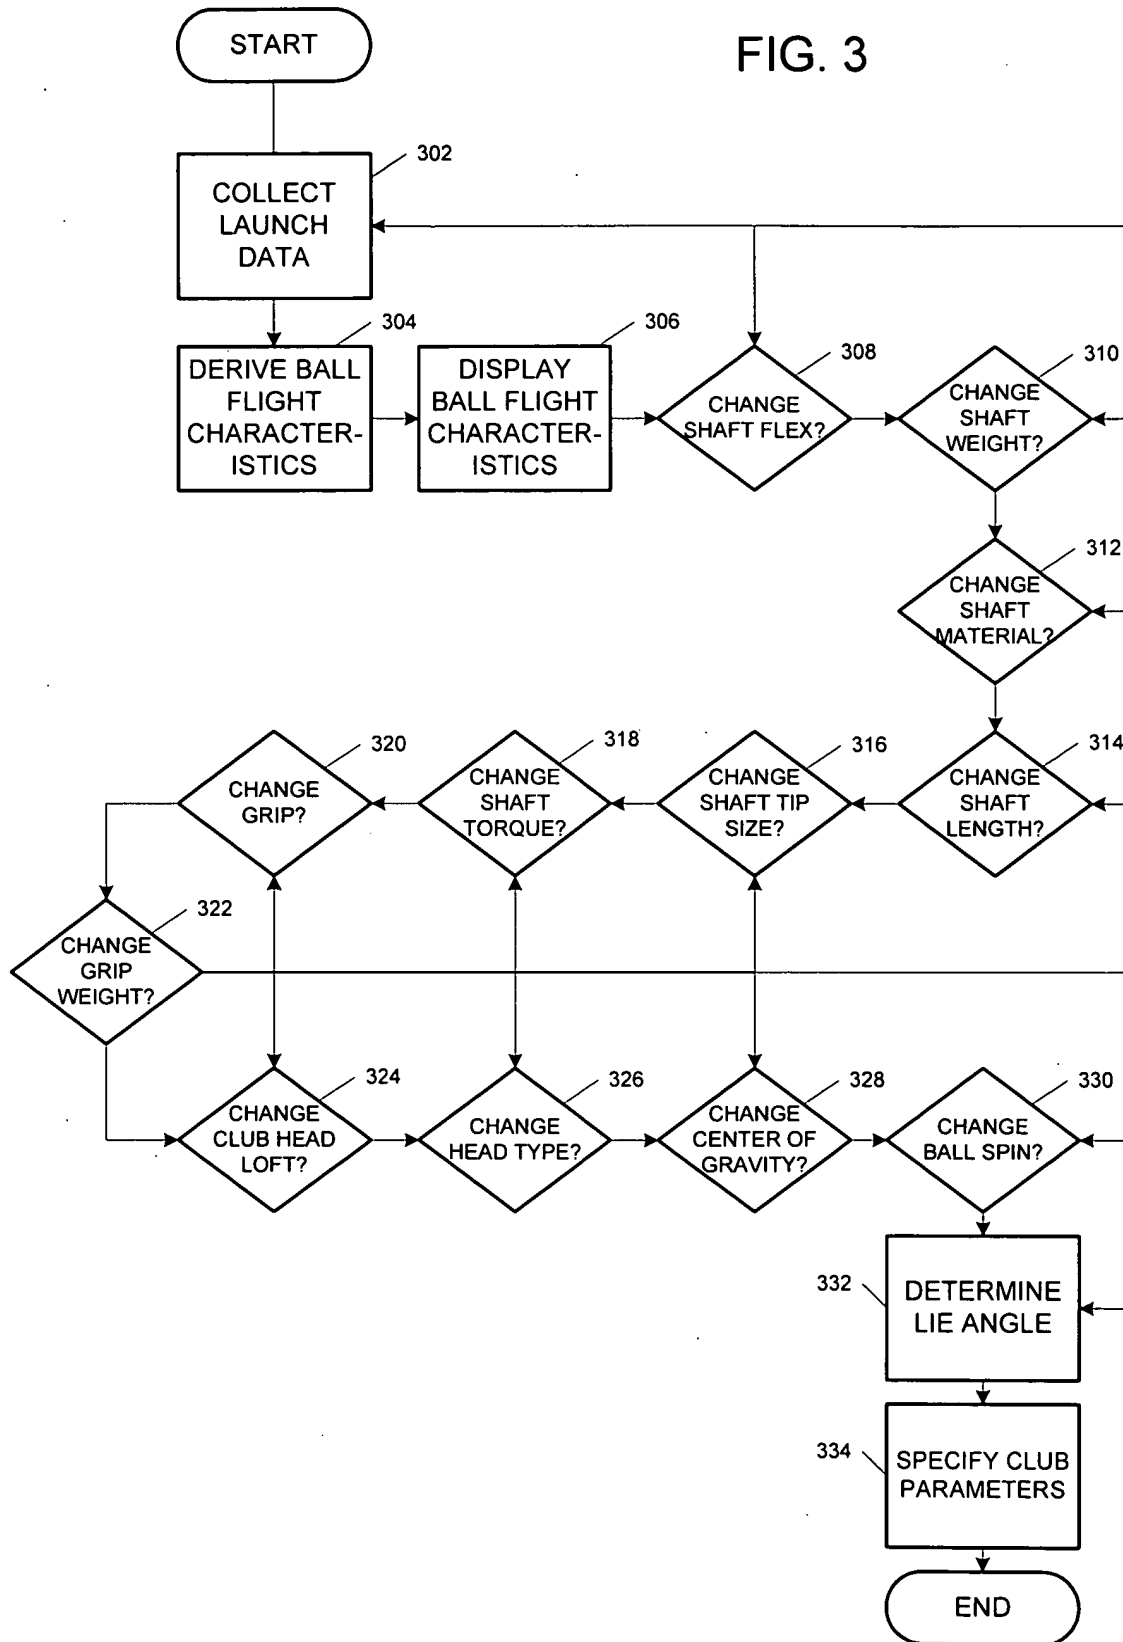 START
FIG. 3
302
COLLECT
LAUNCH
DATA
304
DERIVE BALL
FLIGHT
CHARACTER-
ISTICS
306
DISPLAY
BALL FLIGHT
CHARACTER-
ISTICS
308
CHANGE
SHAFT FLEX?
310
CHANGE
SHAFT
WEIGHT?
312
CHANGE
SHAFT
MATERIAL?
314
CHANGE
SHAFT
LENGTH?
316
CHANGE
SHAFT TIP
SIZE?
318
CHANGE
SHAFT
TORQUE?
320
CHANGE
GRIP?
322
CHANGE
GRIP
WEIGHT?
324
CHANGE
CLUB HEAD
LOFT?
326
CHANGE
HEAD TYPE?
328
CHANGE
CENTER OF
GRAVITY?
330
CHANGE
BALL SPIN?
332
DETERMINE
LIE ANGLE
334
SPECIFY CLUB
PARAMETERS
END